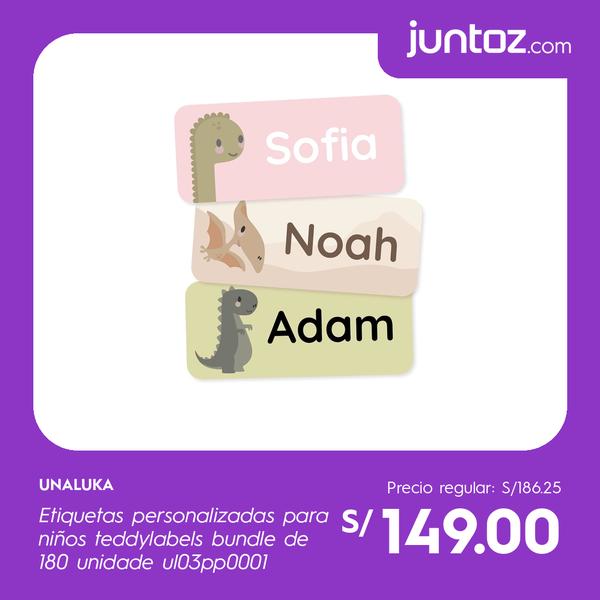 juntoz.com
Sofia
Noah
Adam
UNALUKA
Etiquetas personalizadas para
niños teddylabels bundle de
180 unidade ul03pp0001
Precio regular: S/186.25
S/ 149.00